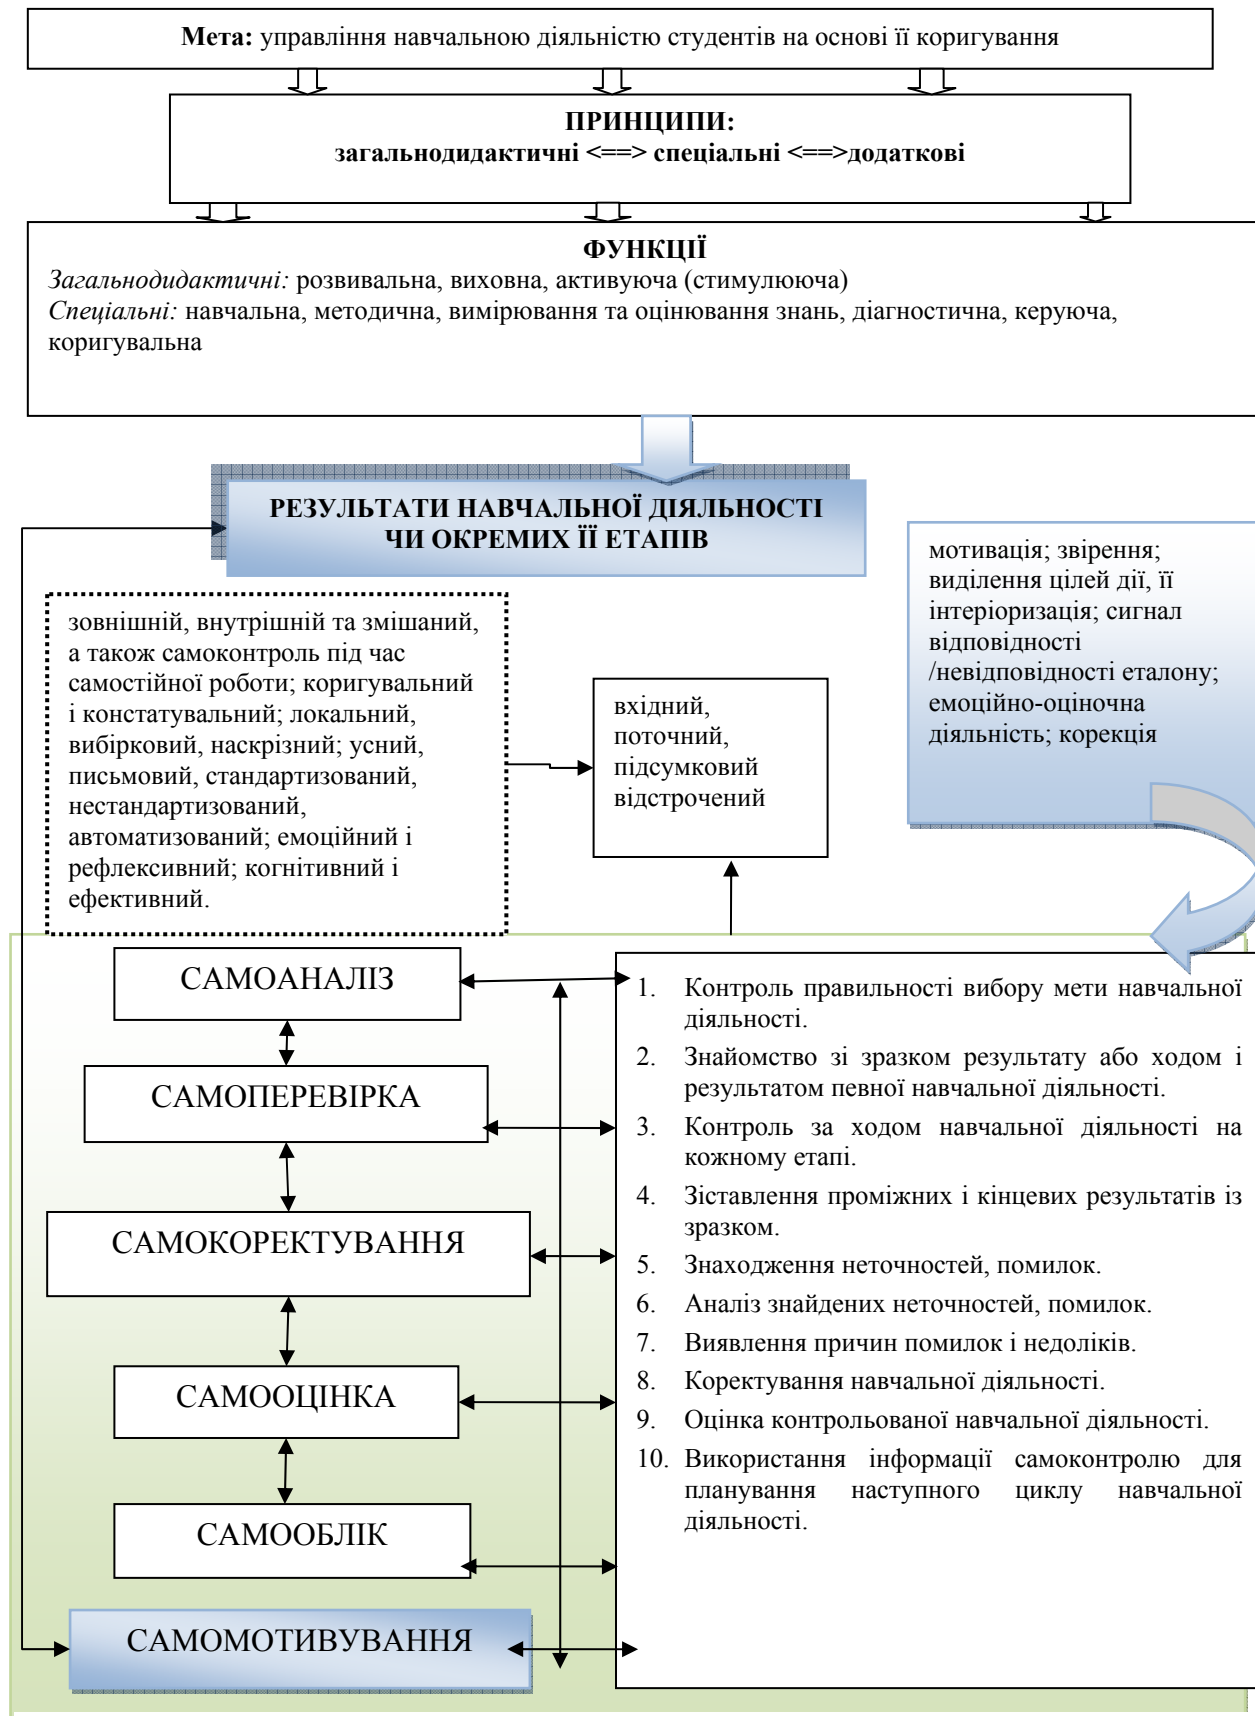 Мета: управління навчальною діяльністю студентів на основі її коригування
ПРИНЦИПИ:
загальнодидактичні <==> спеціальні <==>додаткові
ФУНКЦІЇ
Загальнодидактичні: розвивальна, виховна, активуюча (стимулююча)
Спеціальні: навчальна, методична, вимірювання та оцінювання знань, діагностична, керуюча,
коригувальна
РЕЗУЛЬТАТИ НАВЧАЛЬНОЇ ДІЯЛЬНОСТІ
ЧИ ОКРЕМИХ ЇЇ ЕТАПІВ
зовнішній, внутрішній та змішаний,
а також самоконтроль під час
самостійної роботи; коригувальний
і констатувальний; локальний,
вибірковий, наскрізний; усний,
письмовий, стандартизований,
нестандартизований,
автоматизований; емоційний і
рефлексивний; когнітивний і
ефективний.
вхідний,
поточний,
підсумковий
відстрочений
мотивація; звірення;
виділення цілей дії, її
інтеріоризація; сигнал
відповідності
/невідповідності еталону;
емоційно-оціночна
діяльність; корекція
САМОАНАЛІЗ
САМОПЕРЕВІРКА
САМОКОРЕКТУВАННЯ
САМООЦІНКА
САМООБЛІК
САМОМОТИВУВАННЯ
1. Контроль правильності вибору мети навчальної
діяльності.
2. Знайомство зі зразком результату або ходом і
результатом певної навчальної діяльності.
3. Контроль за ходом навчальної діяльності на
кожному етапі.
4. Зіставлення проміжних і кінцевих результатів із
зразком.
5. Знаходження неточностей, помилок.
6. Аналіз знайдених неточностей, помилок.
7. Виявлення причин помилок і недоліків.
8. Коректування навчальної діяльності.
9. Оцінка контрольованої навчальної діяльності.
10. Використання інформації самоконтролю для
планування наступного циклу навчальної
діяльності.